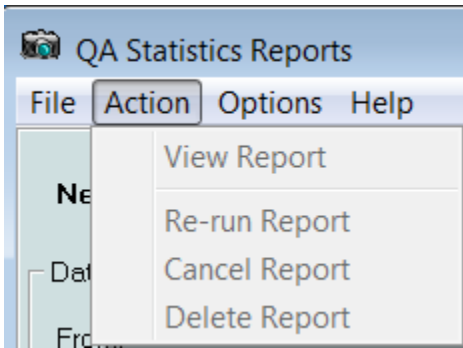 QA Statistics Reports
File Action Options Help
View Report
Re-run Report
Cancel Report
Delete Report